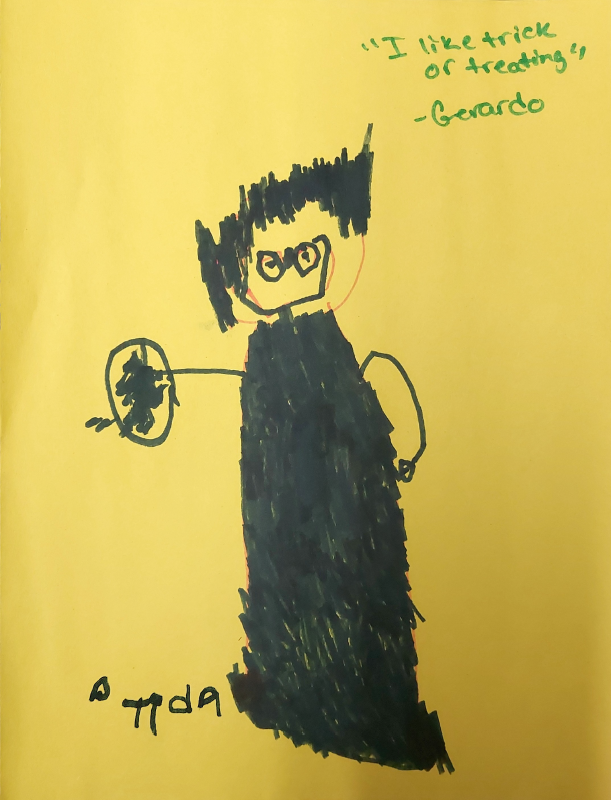 "I like trick
or treating",
-Gerardo